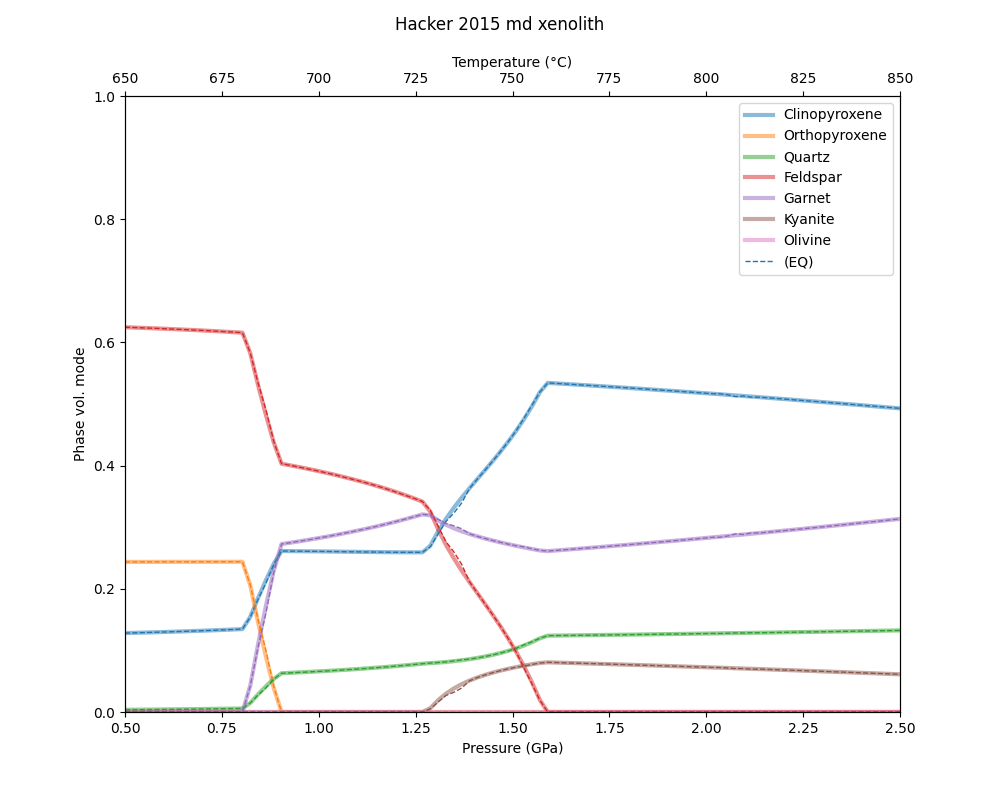 Hacker 2015 md xenolith
Temperature (°C)
650 675 700 725 750 775 800 825 850
1.0
0.8
0.6
0.4
0.2
0.0
Phase vol. mode
Clinopyroxene
Orthopyroxene
Quartz
Feldspar
Garnet
Kyanite
Olivine
(EQ)
0.50 0.75 1.00 1.25 1.50 1.75 2.00 2.25 2.50
Pressure (GPa)